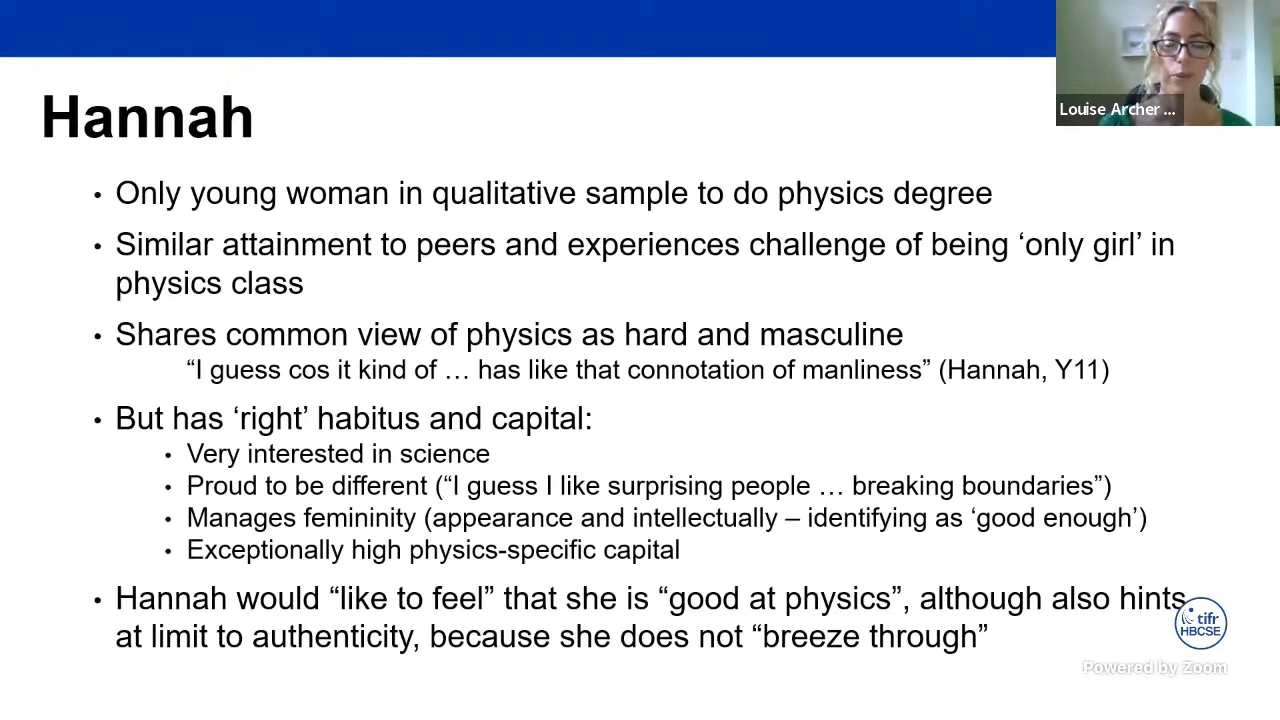 Louise Archer ...
Hannah
• Only young woman in qualitative sample to do physics degree
• Similar attainment to peers and experiences challenge of being ‘only girl’ in
physics class
• Shares common view of physics as hard and masculine
“I guess cos it kind of … has like that connotation of manliness” (Hannah, Y11)
• But has ‘right’ habitus and capital:
• Very interested in science
• Proud to be different (“I guess I like surprising people … breaking boundaries”)
• Manages femininity (appearance and intellectually – identifying as ‘good enough’)
• Exceptionally high physics-specific capital
• Hannah would “like to feel” that she is “good at physics”, although also hints
at limit to authenticity, because she does not “breeze through”
tifr
HBCSE
Powered by Zoom